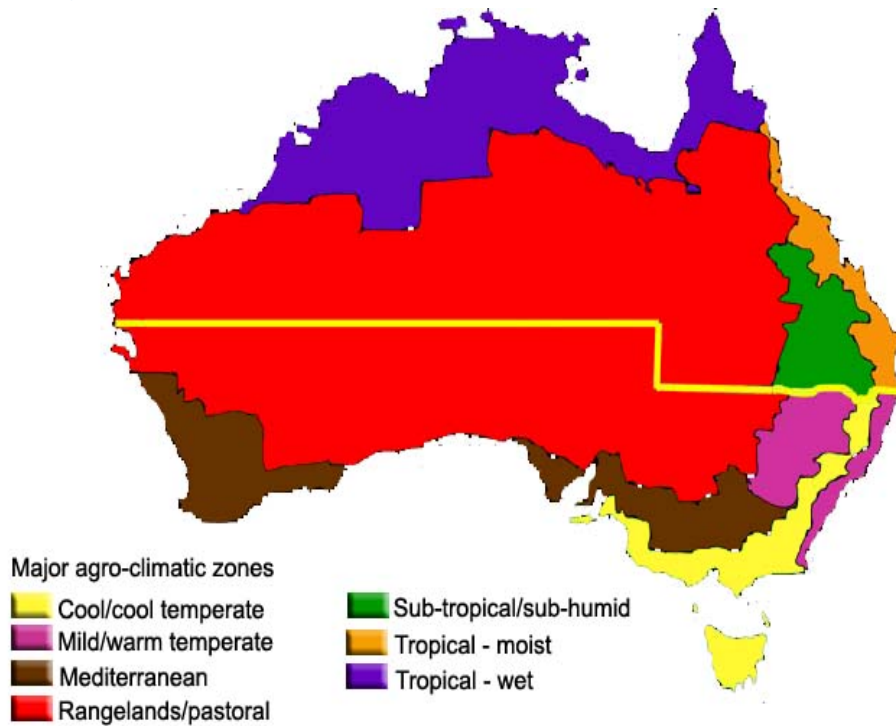 Major agro-climatic zones
Cool/cool temperate
Mild/warm temperate
Mediterranean
Rangelands/pastoral
Sub-tropical/sub-humid
Tropical - moist
Tropical - wet